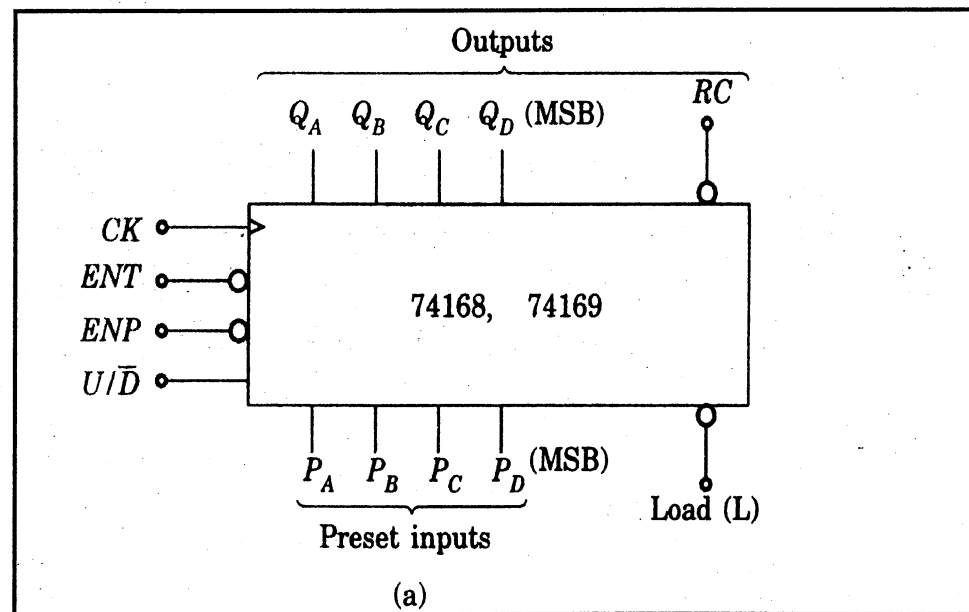 Outputs
RC
Q_A Q_B Q_C Q_D (MSB)
CK
ENT
ENP
U/D̅
74168, 74169
P_A P_B P_C P_D (MSB)
Load (L)
Preset inputs
(a)